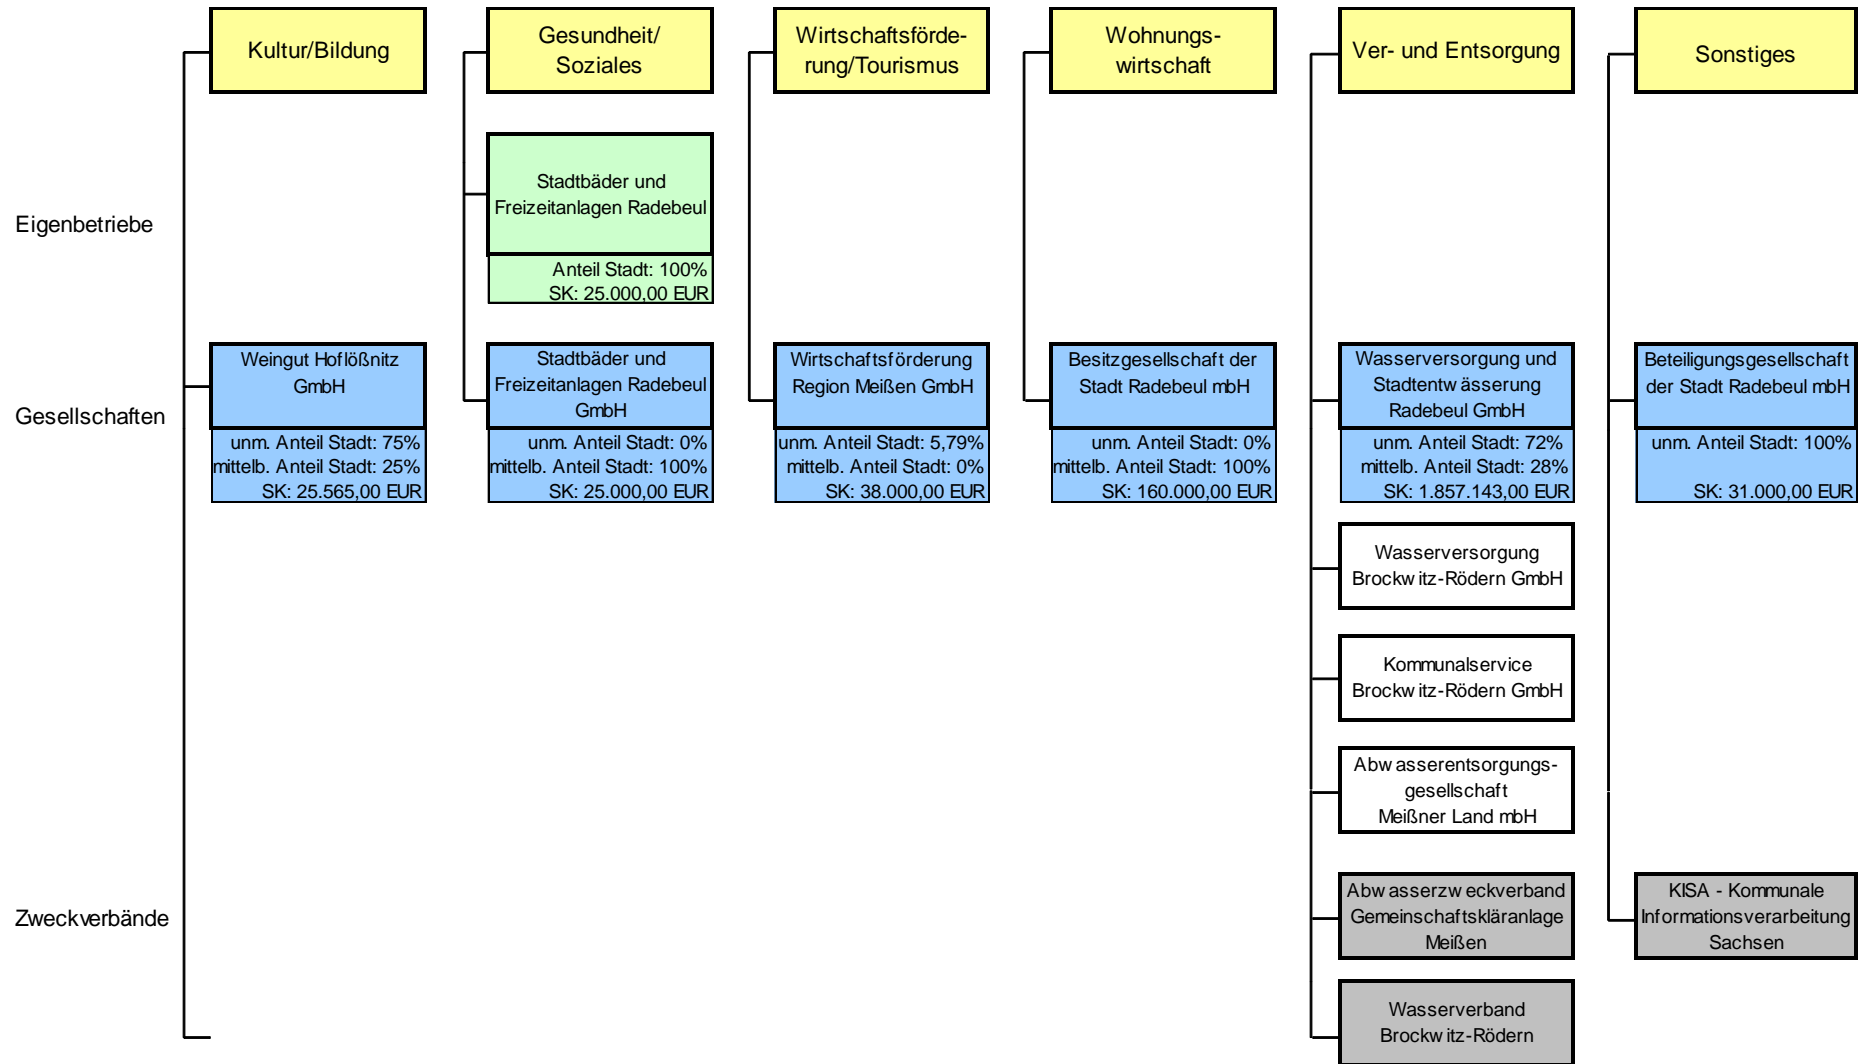 Kultur/Bildung
Gesundheit/
Soziales
Wirtschaftsförde-
rung/Tourismus
Wohnungs-
wirtschaft
Ver- und Entsorgung
Sonstiges
Eigenbetriebe
Stadtbäder und
Freizeitanlagen Radebeul
Anteil Stadt: 100%
SK: 25.000,00 EUR
Gesellschaften
Weingut Hoflößnitz
GmbH
unm. Anteil Stadt: 75%
mittelb. Anteil Stadt: 25%
SK: 25.565,00 EUR
Stadtbäder und
Freizeitanlagen Radebeul
GmbH
unm. Anteil Stadt: 0%
mittelb. Anteil Stadt: 100%
SK: 25.000,00 EUR
Wirtschaftsförderung
Region Meißen GmbH
unm. Anteil Stadt: 5,79%
mittelb. Anteil Stadt: 0%
SK: 38.000,00 EUR
Besitzgesellschaft der
Stadt Radebeul mbH
unm. Anteil Stadt: 0%
mittelb. Anteil Stadt: 100%
SK: 160.000,00 EUR
Wasserversorgung und
Stadtentwässerung
Radebeul GmbH
unm. Anteil Stadt: 72%
mittelb. Anteil Stadt: 28%
SK: 1.857.143,00 EUR
Beteiligungsgesellschaft
der Stadt Radebeul mbH
unm. Anteil Stadt: 100%
SK: 31.000,00 EUR
Wasserversorgung
Brockwitz-Rödern GmbH
Kommunalservice
Brockwitz-Rödern GmbH
Abwasserentsorgungs-
gesellschaft
Meißner Land mbH
Zweckverbände
Abwasserzweckverband
Gemeinschaftskläranlage
Meißen
KISA - Kommunale
Informationsverarbeitung
Sachsen
Wasserverband
Brockwitz-Rödern